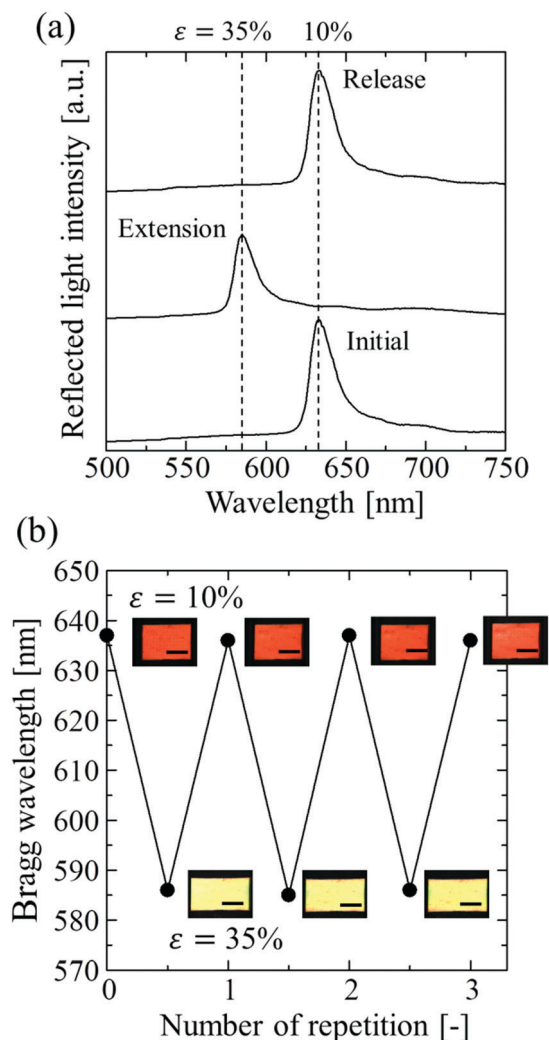 (a)
ε = 35% 10%
Release
Extension
Initial
Reflected light intensity [a.u.]
500 550 600 650 700 750
Wavelength [nm]
(b)
650
640
630
620
610
600
590
580
570
ε = 10%
ε = 35%
Bragg wavelength [nm]
0 1 2 3
Number of repetition [-]